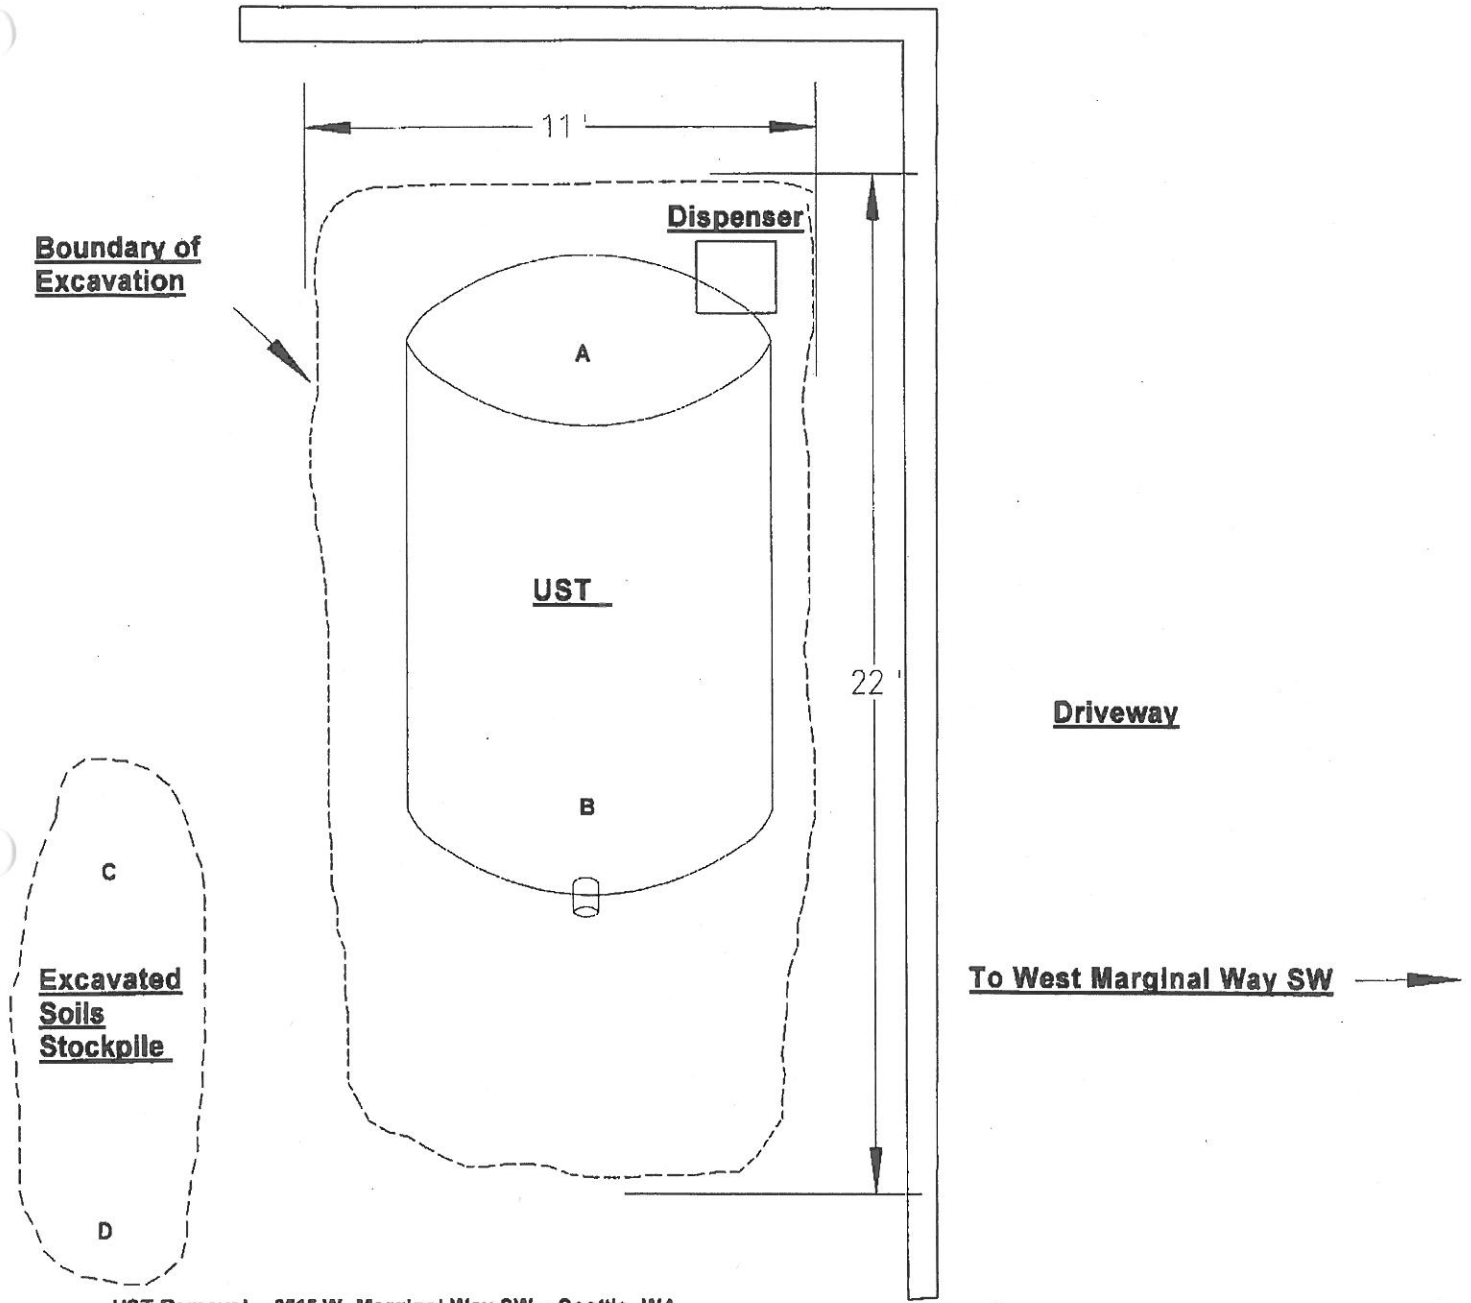 11 '
Dispenser
Boundary of
Excavation
A
UST
22 '
Driveway
B
C
Excavated
Soils
Stockpile
To West Marginal Way SW
D